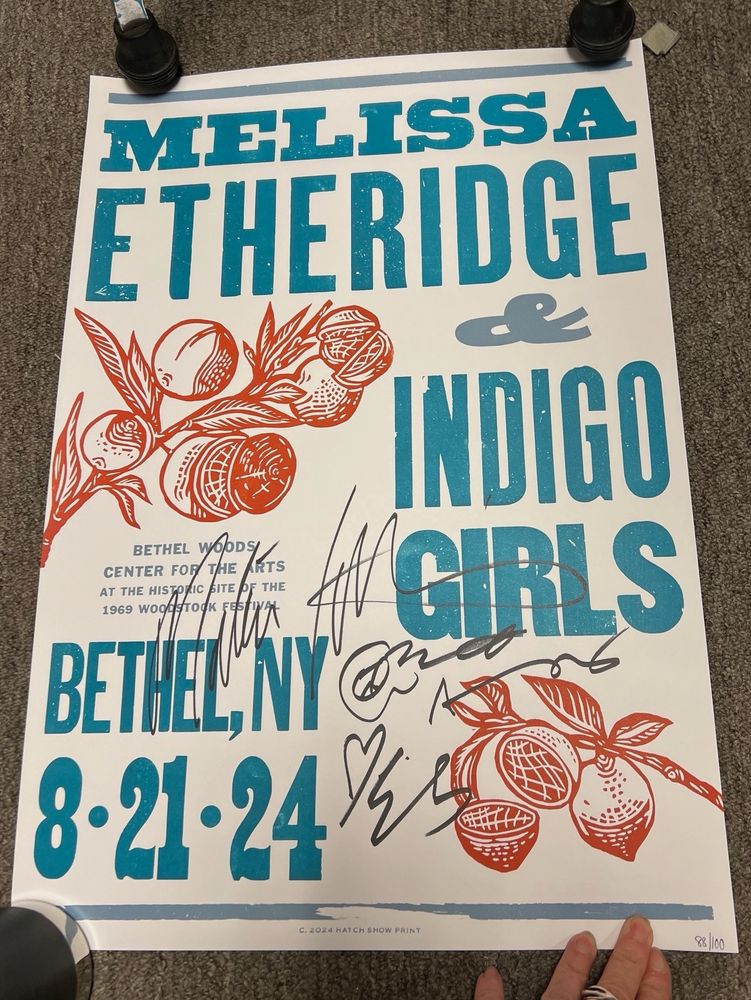 MELISSA
ETHERIDGE
&
INDIGO
GIRLS
BETHEL WOODS
CENTER FOR THE ARTS
AT THE HISTORIC SITE OF THE
1969 WOODSTOCK FESTIVAL
BETHEL, NY
8•21•24
C. 2024 HATCH SHOW PRINT
88/100